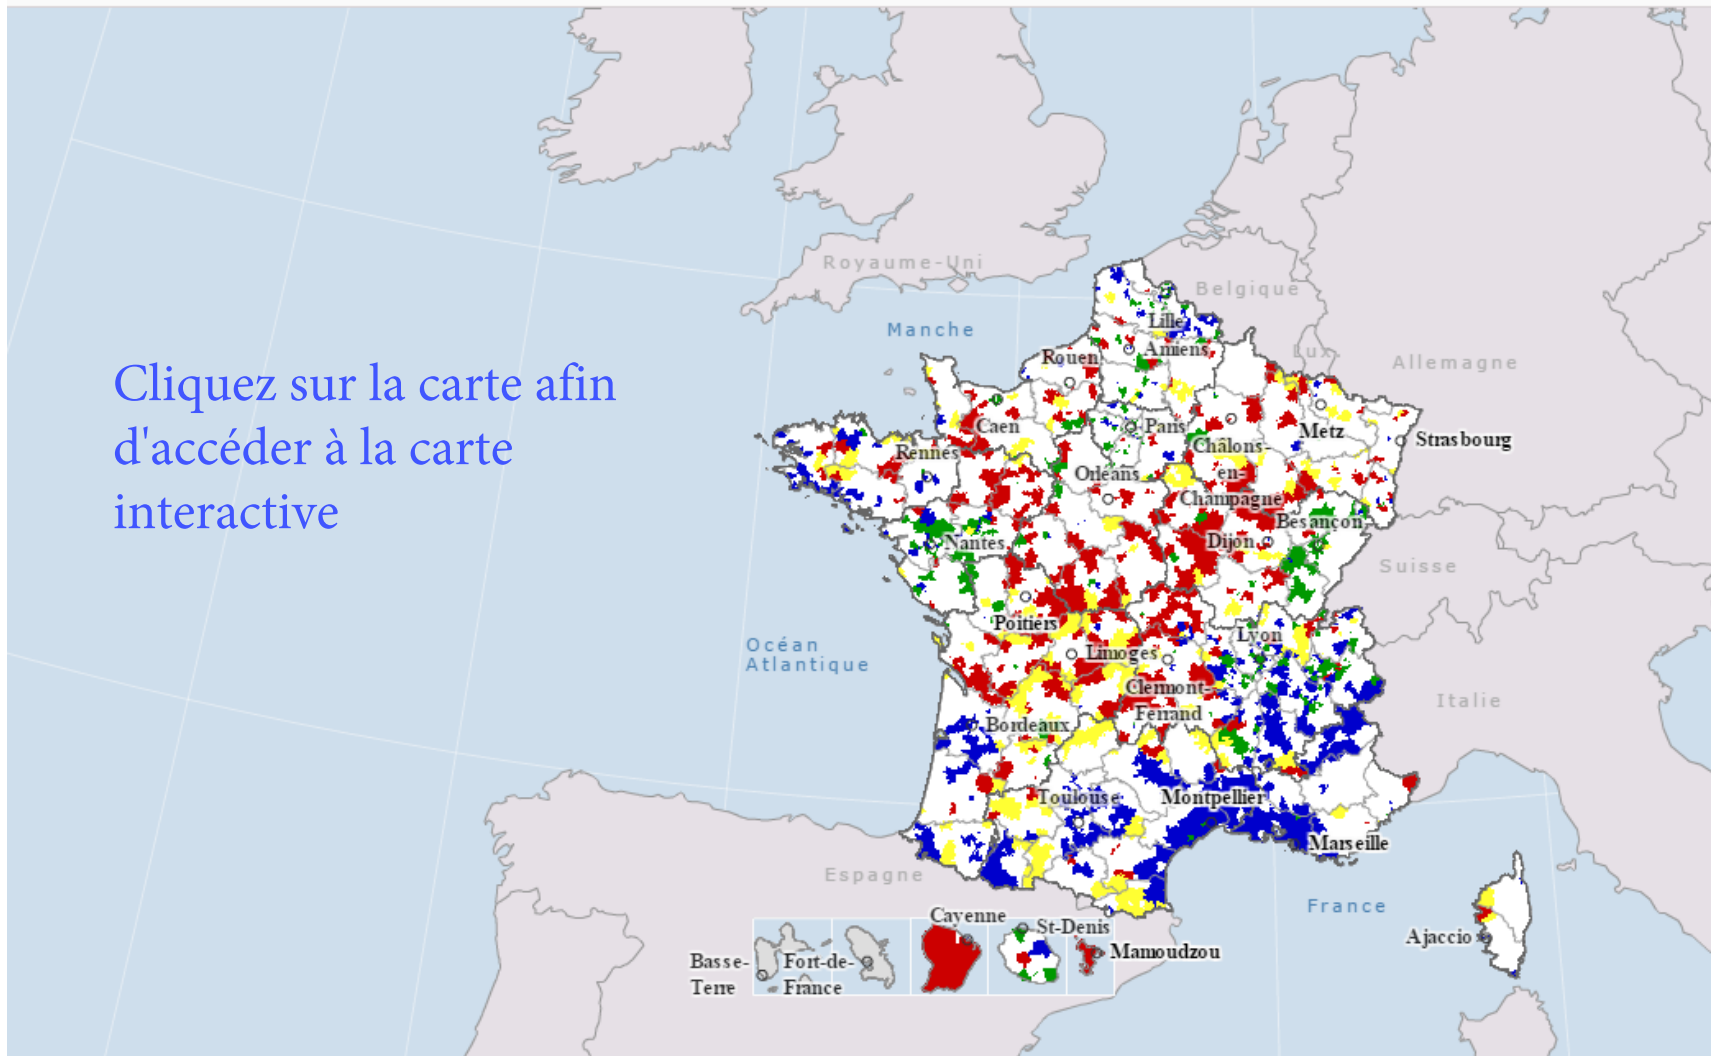 Cliquez sur la carte afin
d'accéder à la carte
interactive
Royaume-Uni
Belgique
Manche
Lille
Amiens
Rouen
Lux.
Allemagne
Caen
Paris
Metz
Strasbourg
Rennes
Châlons-
en-
Champagne
Orléans
Besançon
Dijon
Nantes
Suisse
Poitiers
Lyon
Océan
Atlantique
Limoges
Clermont-
Ferrand
Italie
Bordeaux
Toulouse
Montpellier
Marseille
Espagne
France
Ajaccio
Cayenne
St-Denis
Mamoudzou
Basse-
Terre
Fort-de-
France